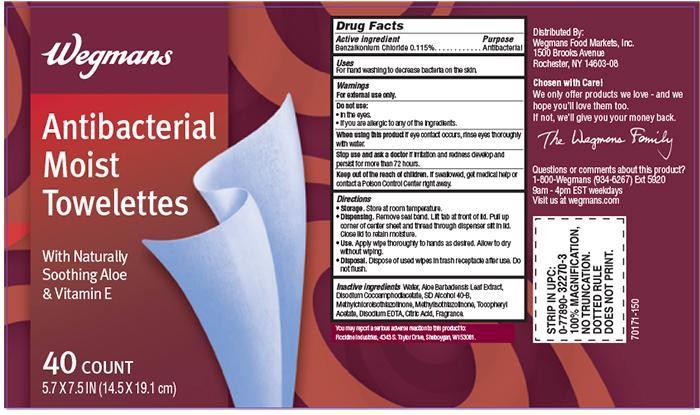 Wegmans
Antibacterial
Moist
Towelettes
With Naturally
Soothing Aloe
& Vitamin E
40 COUNT
5.7 X 7.5 IN (14.5 X 19.1 cm)
Drug Facts
Active ingredient Purpose
Benzalkonium Chloride 0.115%............Antibacterial
Uses
For hand washing to decrease bacteria on the skin.
Warnings
For external use only.
Do not use:
• In the eyes.
• If you are allergic to any of the ingredients.
When using this product if eye contact occurs, rinse eyes thoroughly
with water.
Stop use and ask a doctor if irritation and redness develop and
persist for more than 72 hours.
Keep out of the reach of children. If swallowed, get medical help or
contact a Poison Control Center right away.
Directions
• Storage. Store at room temperature.
• Dispensing. Remove seal band. Lift tab at front of lid. Pull up
corner of center sheet and thread through dispenser slit in lid.
Close lid to retain moisture.
• Use. Apply wipe thoroughly to hands as desired. Allow to dry
without wiping.
• Disposal. Dispose of used wipes in trash receptacle after use. Do
not flush.
Inactive ingredients Water, Aloe Barbadensis Leaf Extract,
Disodium Cocoamphodiacetate, SD Alcohol 40-B,
Methylchloroisothiazolinone, Methylisothiazolinone, Tocopheryl
Acetate, Disodium EDTA, Citric Acid, Fragrance.
You may report a serious adverse reaction to this product to:
Rockline Industries, 4343 S. Taylor Drive, Sheboygan, WI 53081.
Distributed By:
Wegmans Food Markets, Inc.
1500 Brooks Avenue
Rochester, NY 14603-08
Chosen with Care!
We only offer products we love - and we
hope you'll love them too.
If not, we'll give you your money back.
The Wegmans Family
Questions or comments about this product?
1-800-Wegmans (934-6267) Ext 5920
9am - 4pm EST weekdays
Visit us at wegmans.com
STRIP IN UPC:
0-77890-32270-3
100% MAGNIFICATION,
NO TRUNCATION.
DOTTED RULE
DOES NOT PRINT.
70171-150